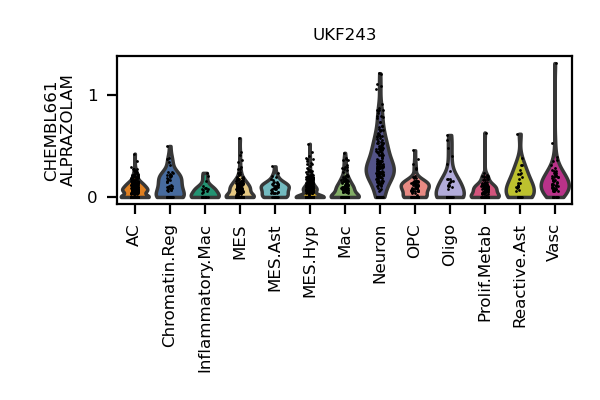 UKF243
CHEMBL661
ALPRAZOLAM
1
0
AC
Chromatin.Reg
Inflammatory.Mac
MES
MES.Ast
MES.Hyp
Mac
Neuron
OPC
Oligo
Prolif.Metab
Reactive.Ast
Vasc